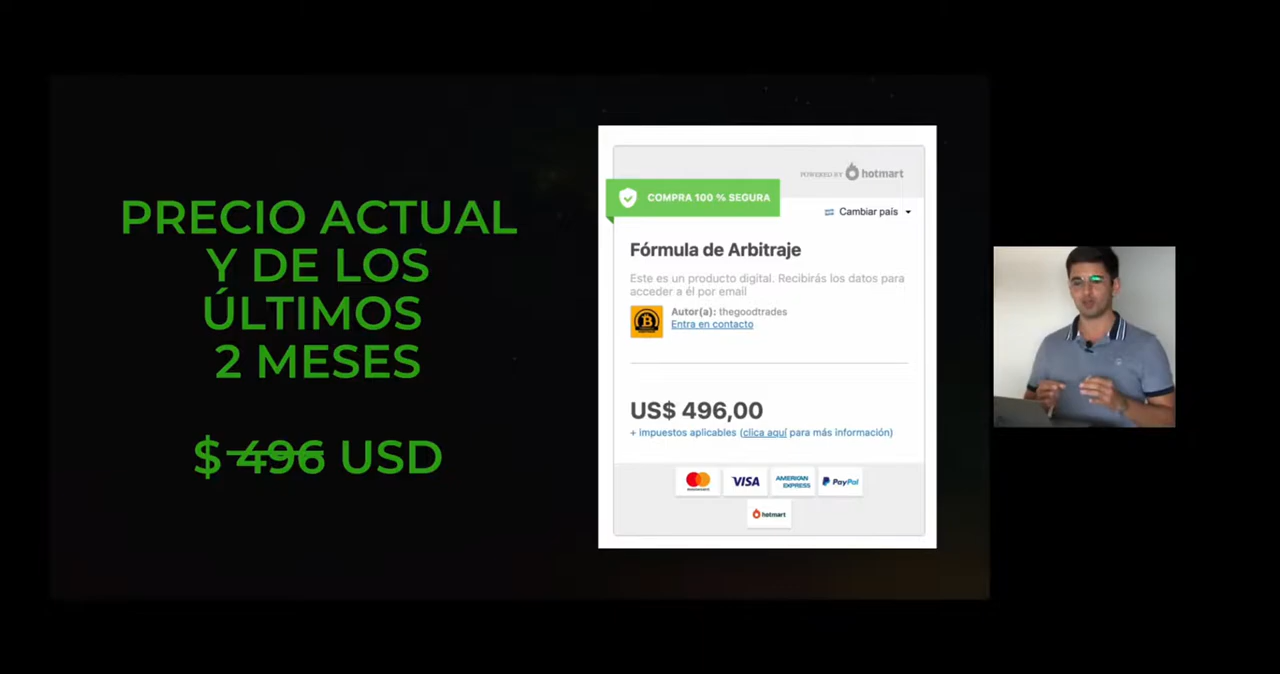 PRECIO ACTUAL
Y DE LOS
ÚLTIMOS
2 MESES
$ 496 USD
POWERED BY hotmart
COMPRA 100 % SEGURA
Cambiar país
Fórmula de Arbitraje
Este es un producto digital. Recibirás los datos para
acceder a él por email
Autor(a): thegoodtrades
Entra en contacto
US$ 496,00
+ impuestos aplicables (clica aquí para más información)
mastercard
VISA
AMERICAN
EXPRESS
PayPal
hotmart